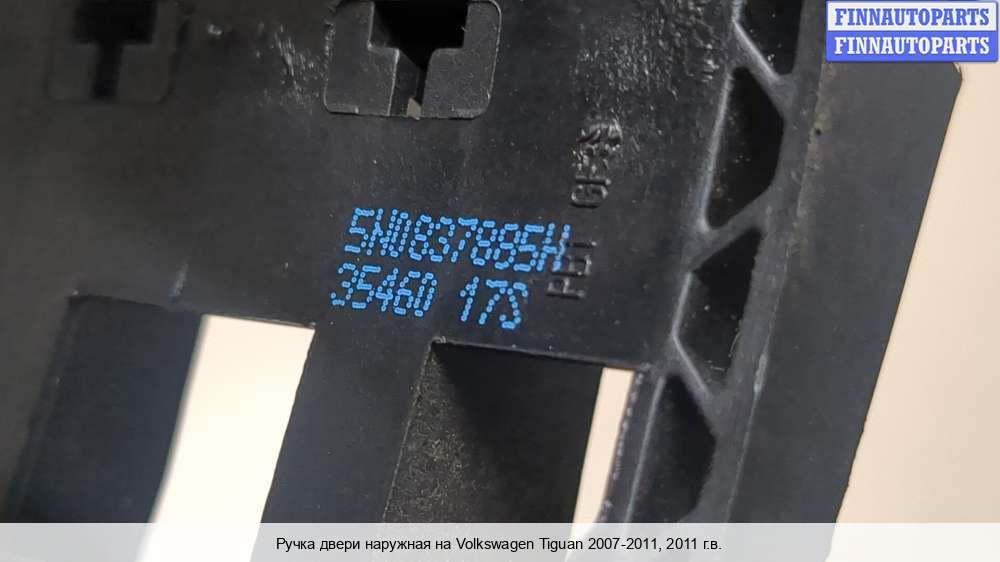 FINNAUTOPARTS
FINNAUTOPARTS
5N0837885H
35460 17S
Ручка двери наружная на Volkswagen Tiguan 2007-2011, 2011 г.в.